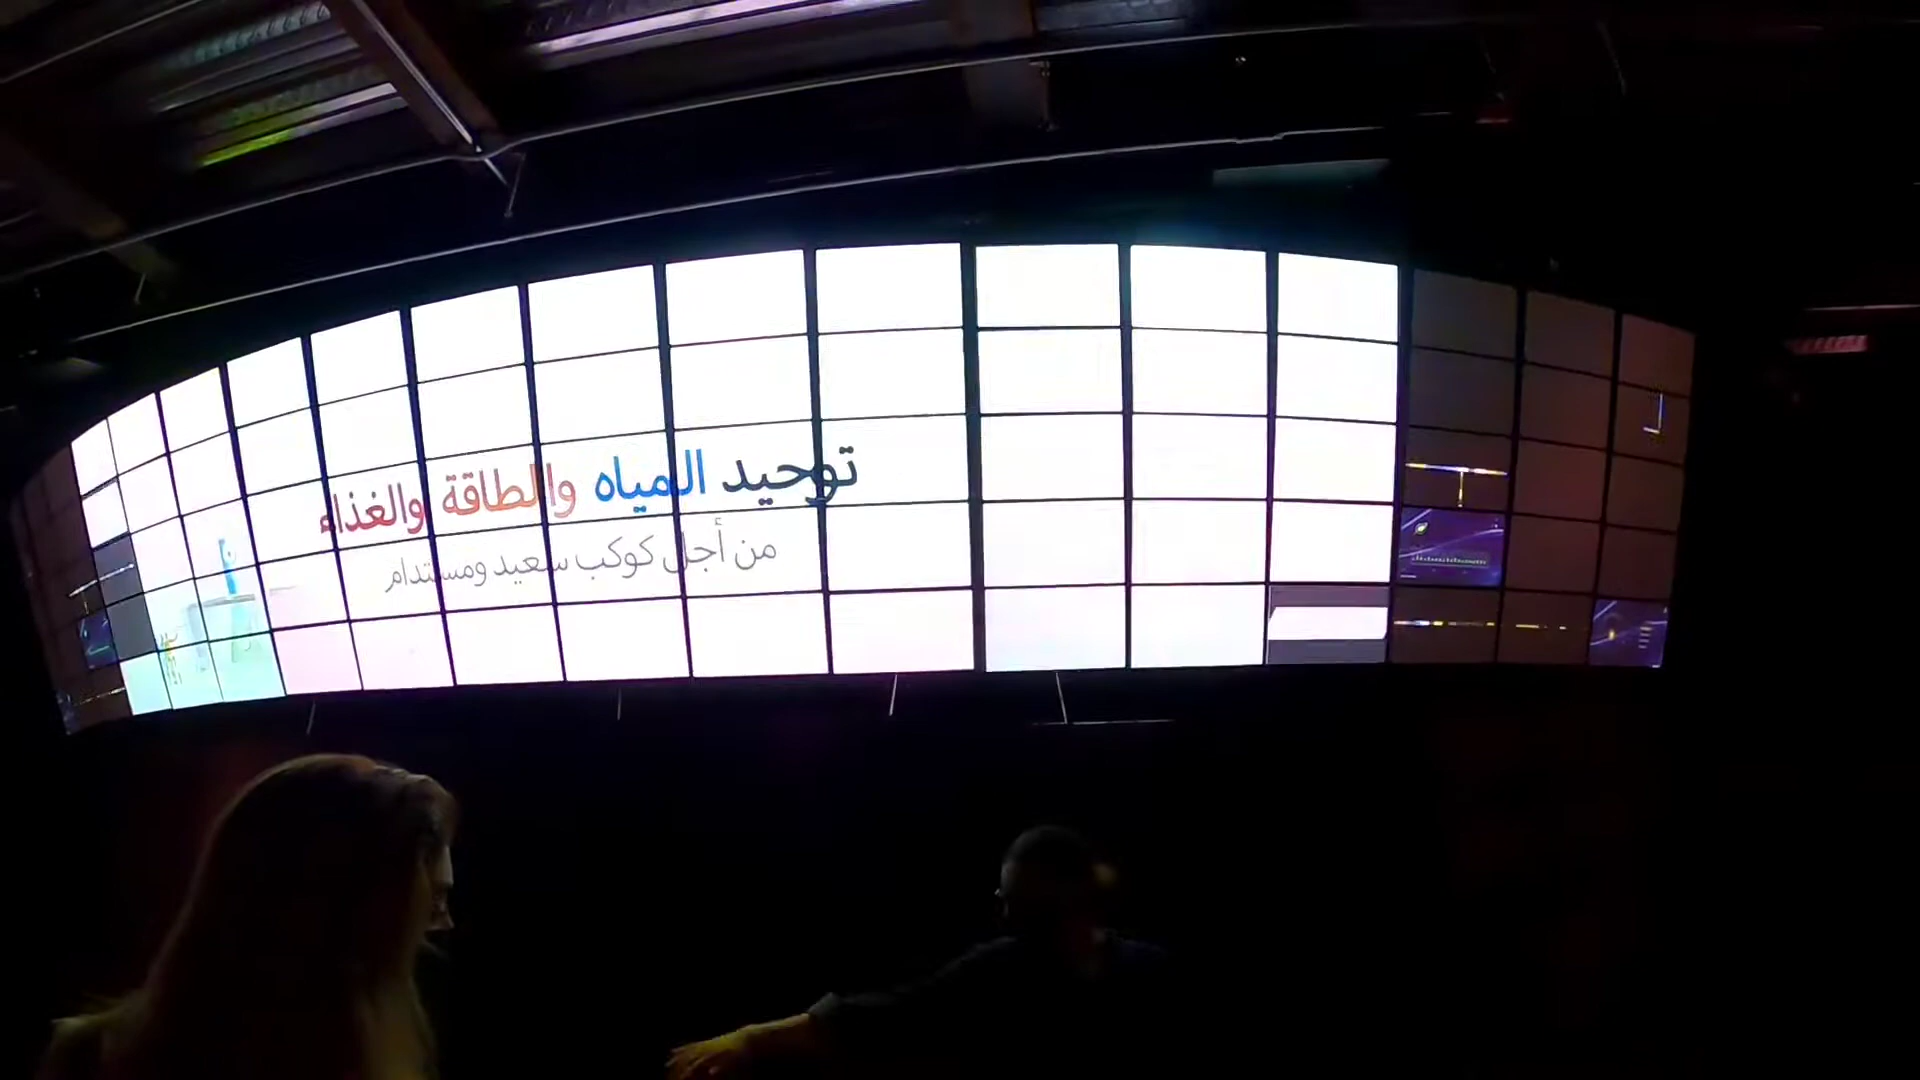 توحيد المياه والطاقة والغذاء
من أجل كوكب سعيد ومستدام